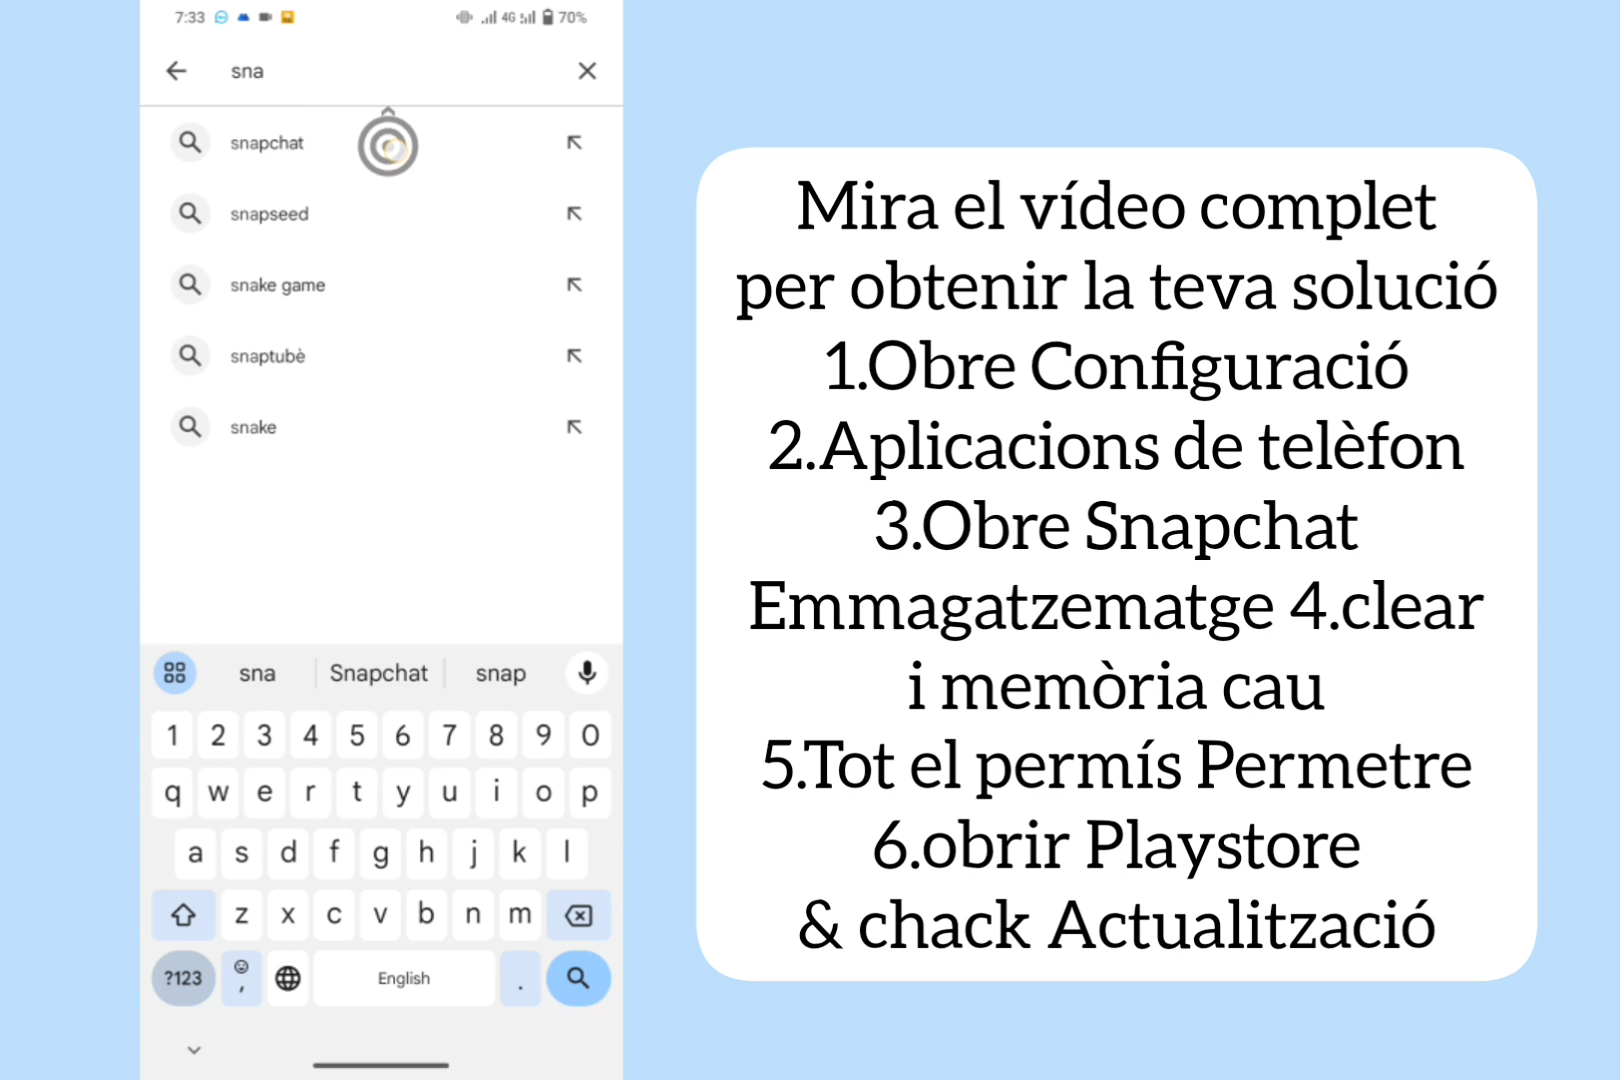 7:33
4G
70%
sna
snapchat
snapseed
snake game
snaptubè
snake
sna Snapchat snap
1 2 3 4 5 6 7 8 9 0
q w e r t y u i o p
a s d f g h j k l
z x c v b n m
?123 , English .
Mira el vídeo complet
per obtenir la teva solució
1.Obre Configuració
2.Aplicacions de telèfon
3.Obre Snapchat
Emmagatzematge 4.clear
i memòria cau
5.Tot el permís Permetre
6.obrir Playstore
& chack Actualització